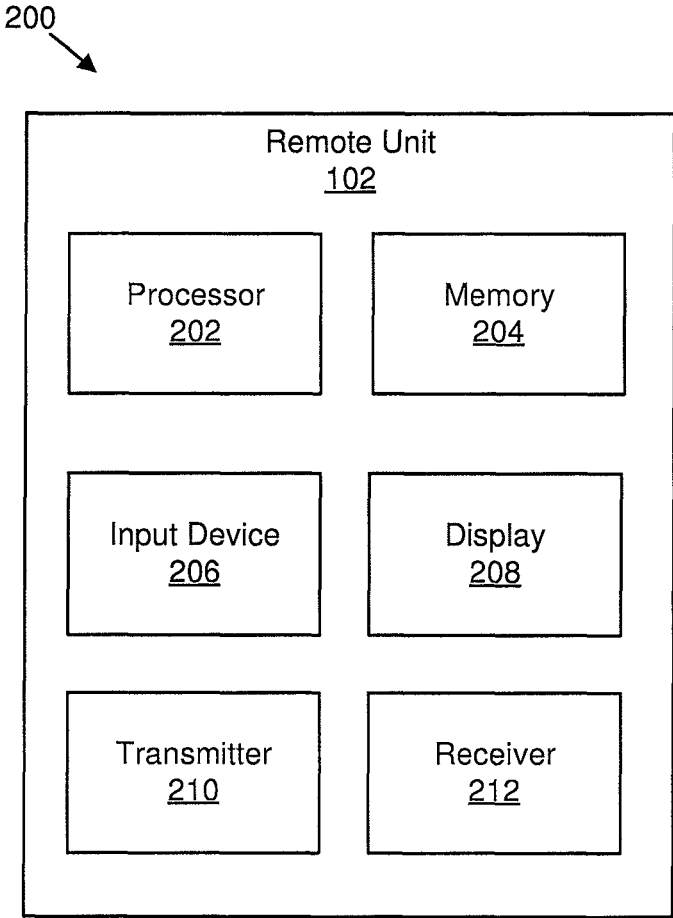 200
Remote Unit
102
Processor
202
Memory
204
Input Device
206
Display
208
Transmitter
210
Receiver
212